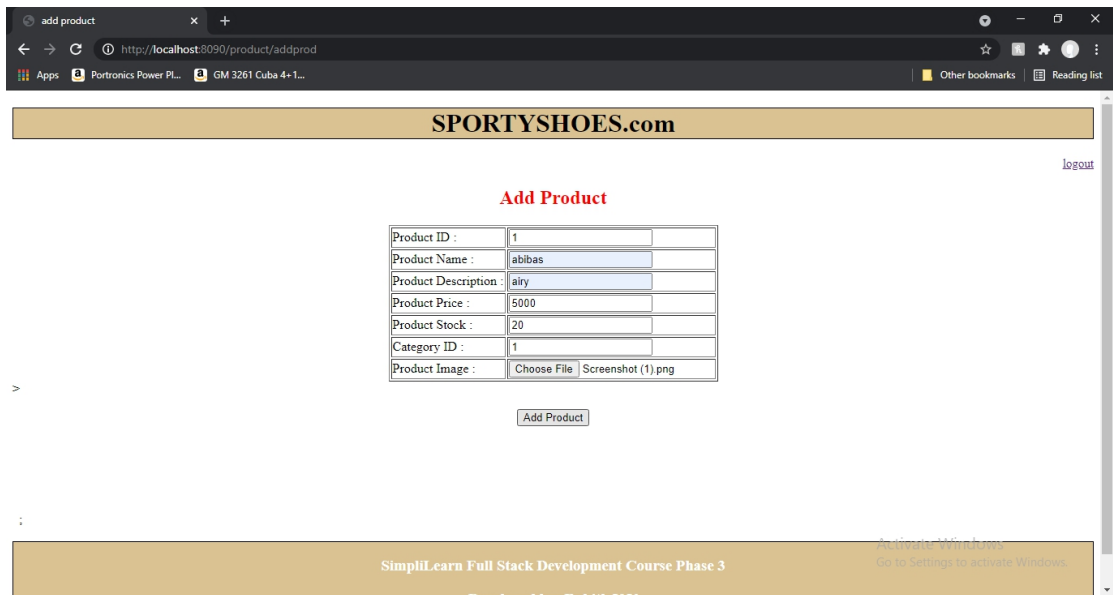 add product
http://localhost:8090/product/addprod
Apps Portronics Power Pl... GM 3261 Cuba 4+1... Other bookmarks Reading list
SPORTYSHOES.com
logout
Add Product
Product ID : 1
Product Name : abibas
Product Description : airy
Product Price : 5000
Product Stock : 20
Category ID : 1
Product Image : Choose File Screenshot (1).png
>
Add Product
;
Activate Windows
Go to Settings to activate Windows.
SimpliLearn Full Stack Development Course Phase 3